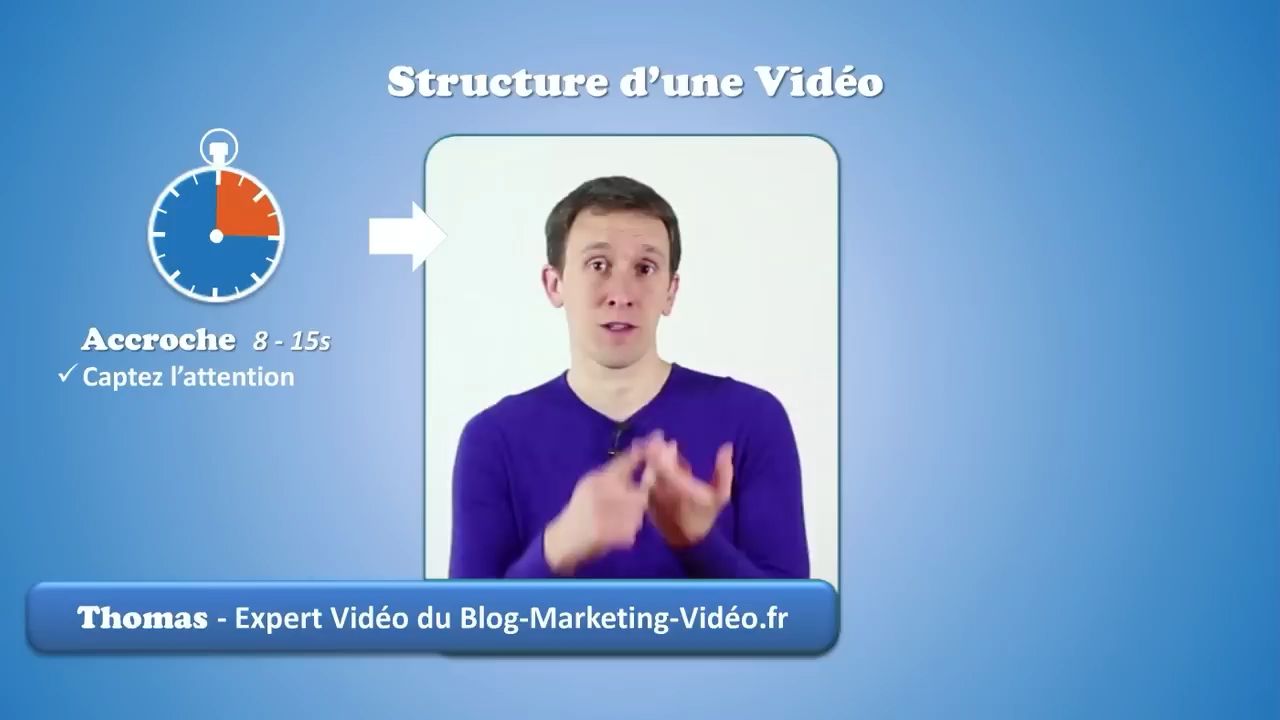 Structure d’une Vidéo
Accroche 8 - 15s
✓ Captez l’attention
Thomas - Expert Vidéo du Blog-Marketing-Vidéo.fr